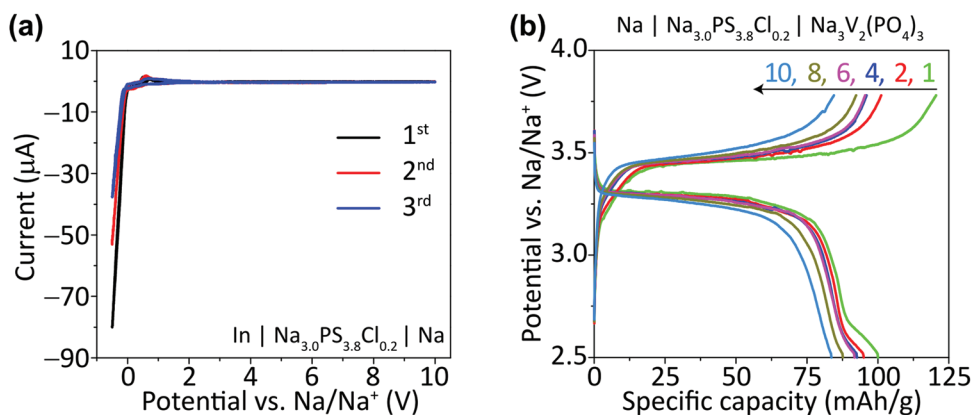 (a)
10
0
−10
−30
−50
−70
−90
Current (μA)
1st
2nd
3rd
In | Na3.0PS3.8Cl0.2 | Na
0 2 4 6 8 10
Potential vs. Na/Na+ (V)
(b)
Na | Na3.0PS3.8Cl0.2 | Na3V2(PO4)3
4.0
3.5
3.0
2.5
Potential vs. Na/Na+ (V)
10, 8, 6, 4, 2, 1
0 25 50 75 100 125
Specific capacity (mAh/g)